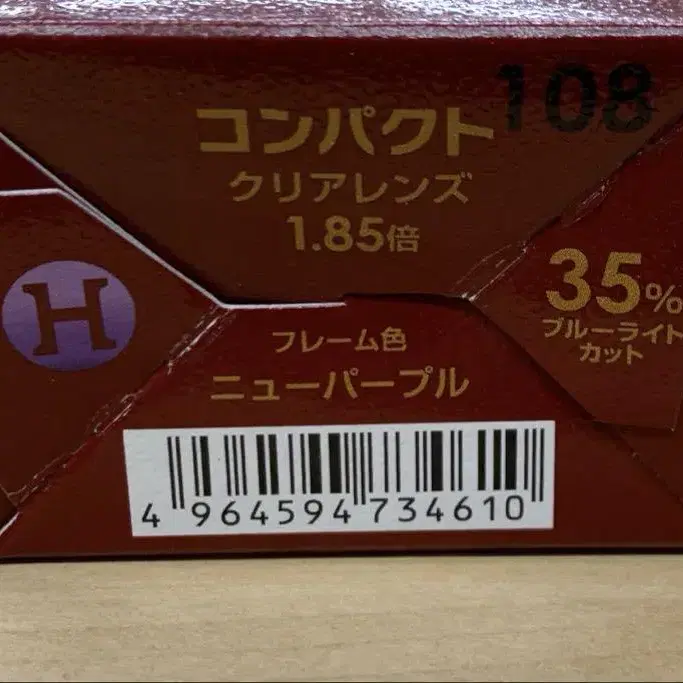 108
コンパクト
クリアレンズ
1.85倍
H
35%
ブルーライト
カット
フレーム色
ニューパープル
4 964594 734610